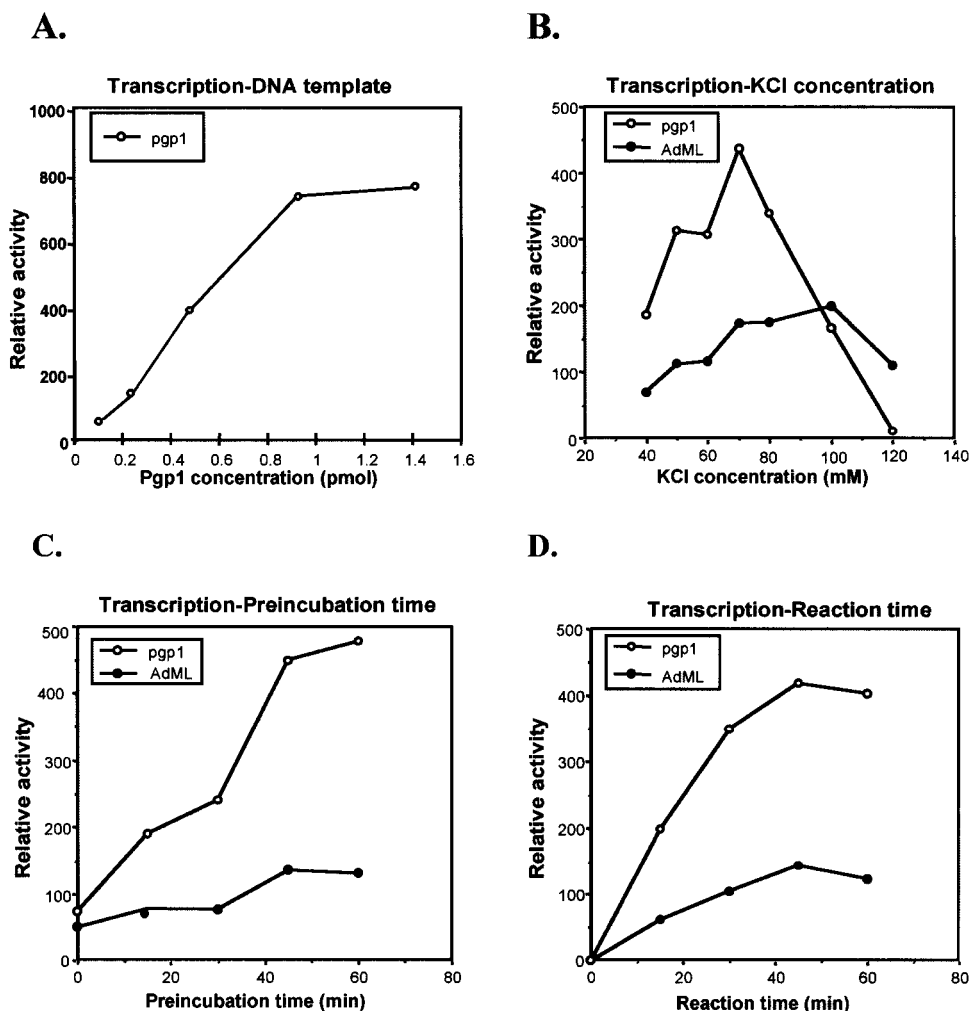 A.
Transcription-DNA template
1000
800
600
400
200
0
pgp1
Relative activity
0 0.2 0.4 0.6 0.8 1 1.2 1.4 1.6
Pgp1 concentration (pmol)
B.
Transcription-KCl concentration
500
400
300
200
100
0
pgp1
AdML
Relative activity
20 40 60 80 100 120 140
KCl concentration (mM)
C.
Transcription-Preincubation time
500
400
300
200
100
0
pgp1
AdML
Relative activity
0 20 40 60 80
Preincubation time (min)
D.
Transcription-Reaction time
500
400
300
200
100
0
pgp1
AdML
Relative activity
0 20 40 60 80
Reaction time (min)